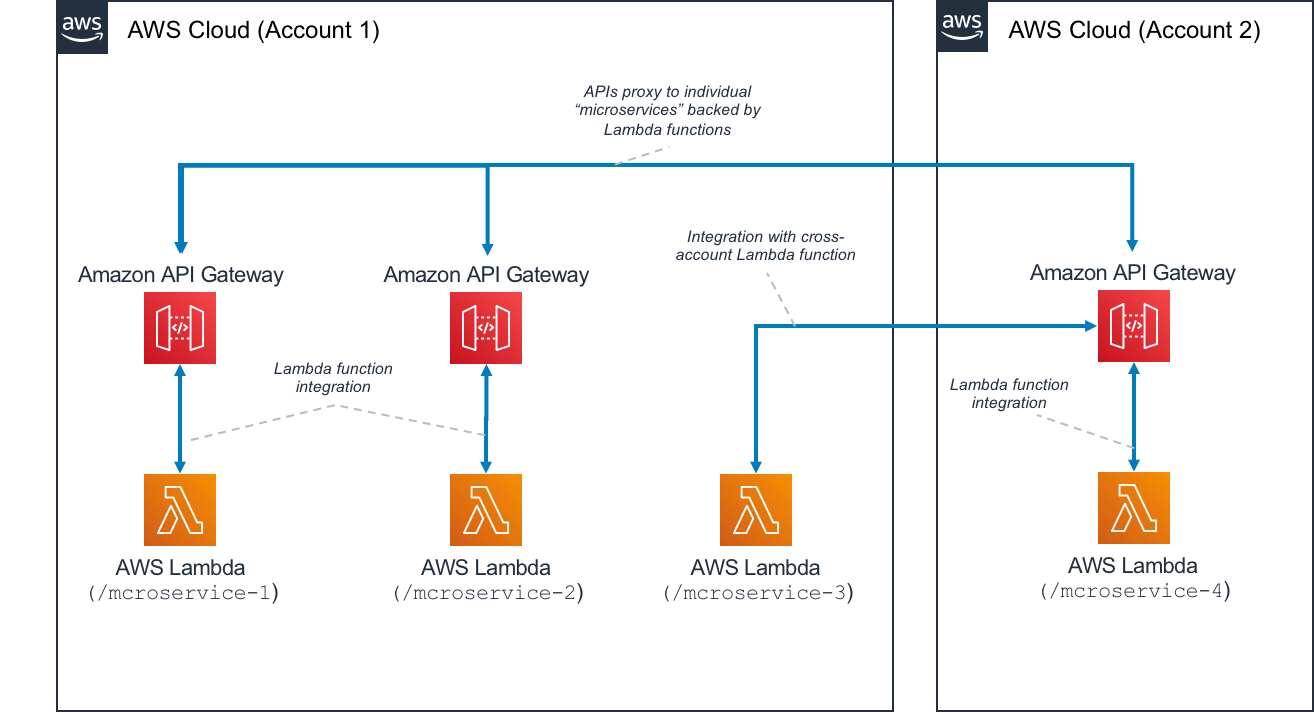 aws
AWS Cloud (Account 1)
aws
AWS Cloud (Account 2)
APIs proxy to individual
“microservices” backed by
Lambda functions
Integration with cross-
account Lambda function
Amazon API Gateway
Amazon API Gateway
Amazon API Gateway
</>
</>
</>
Lambda function
integration
Lambda function
integration
AWS Lambda
(/mcroservice-1)
AWS Lambda
(/mcroservice-2)
AWS Lambda
(/mcroservice-3)
AWS Lambda
(/mcroservice-4)